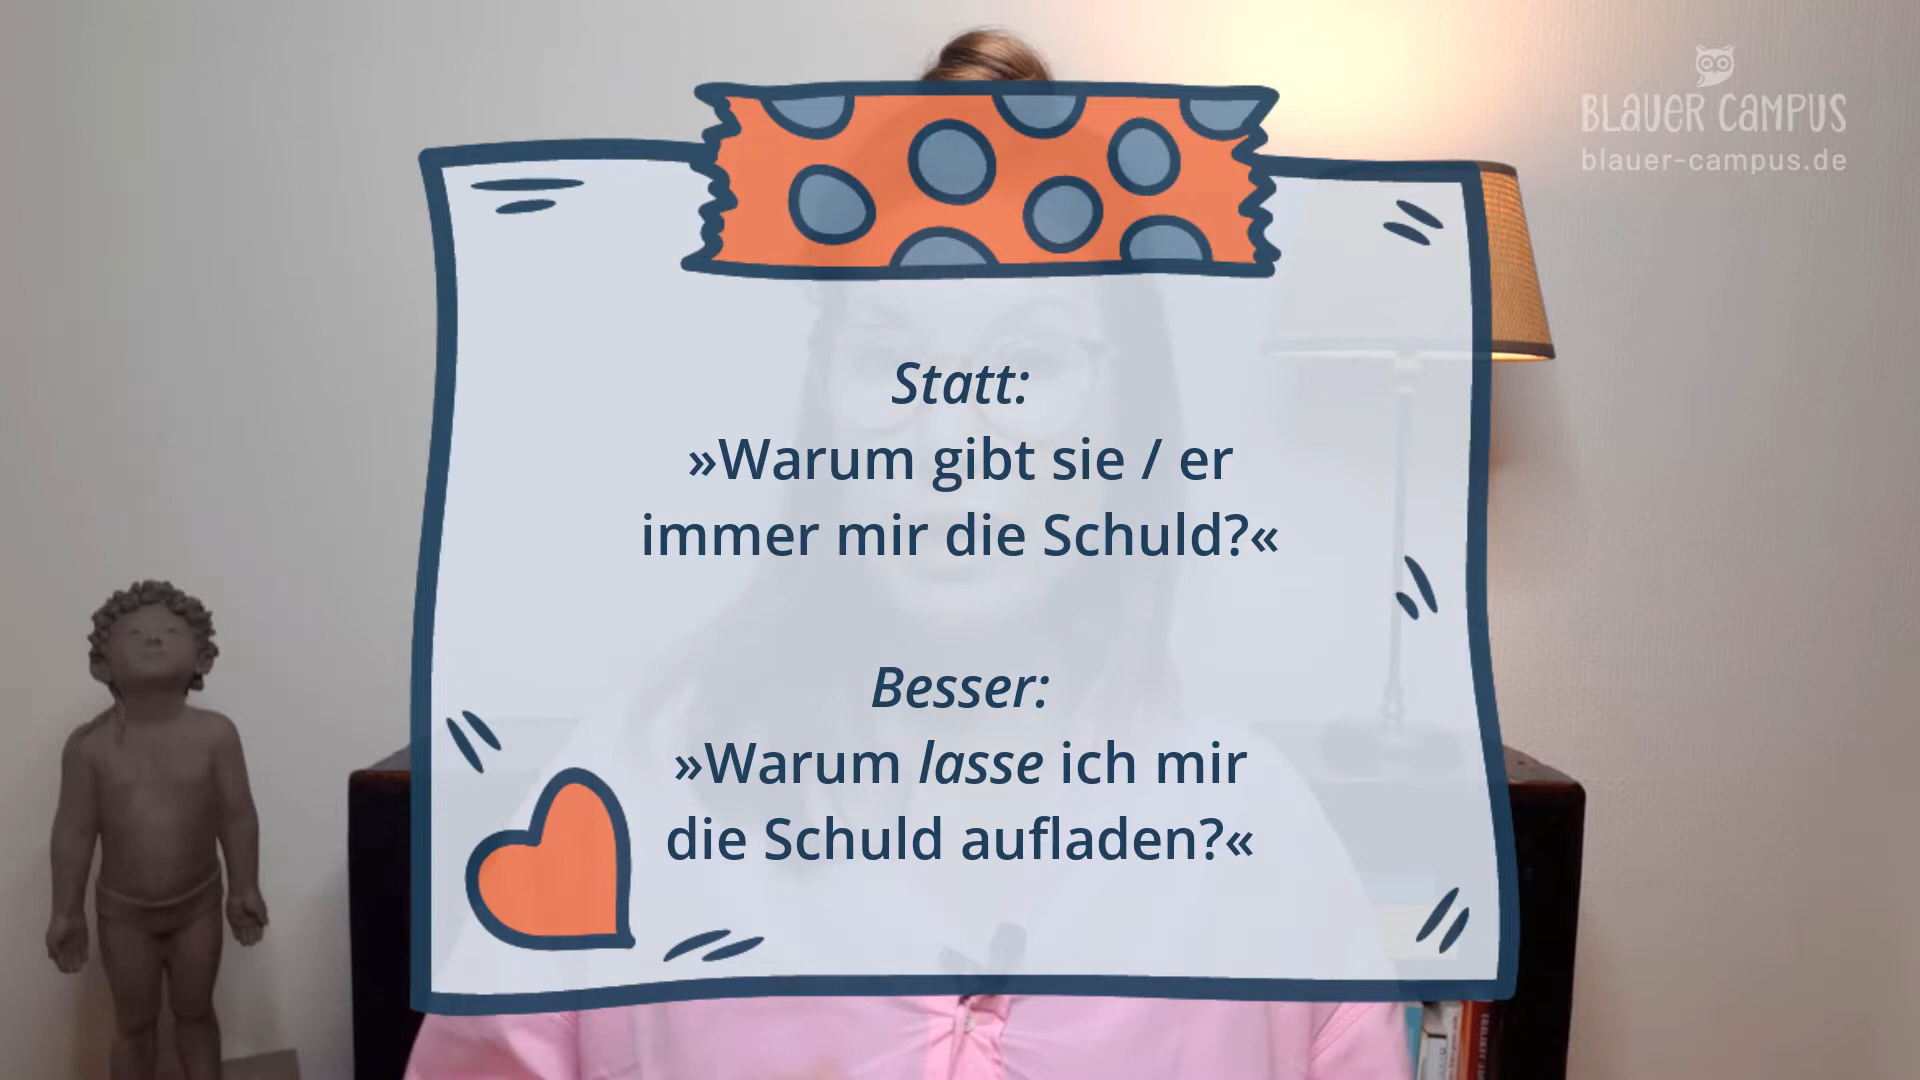 BLAUER CAMPUS
blauer-campus.de
Statt:
»Warum gibt sie / er
immer mir die Schuld?«
Besser:
»Warum lasse ich mir
die Schuld aufladen?«